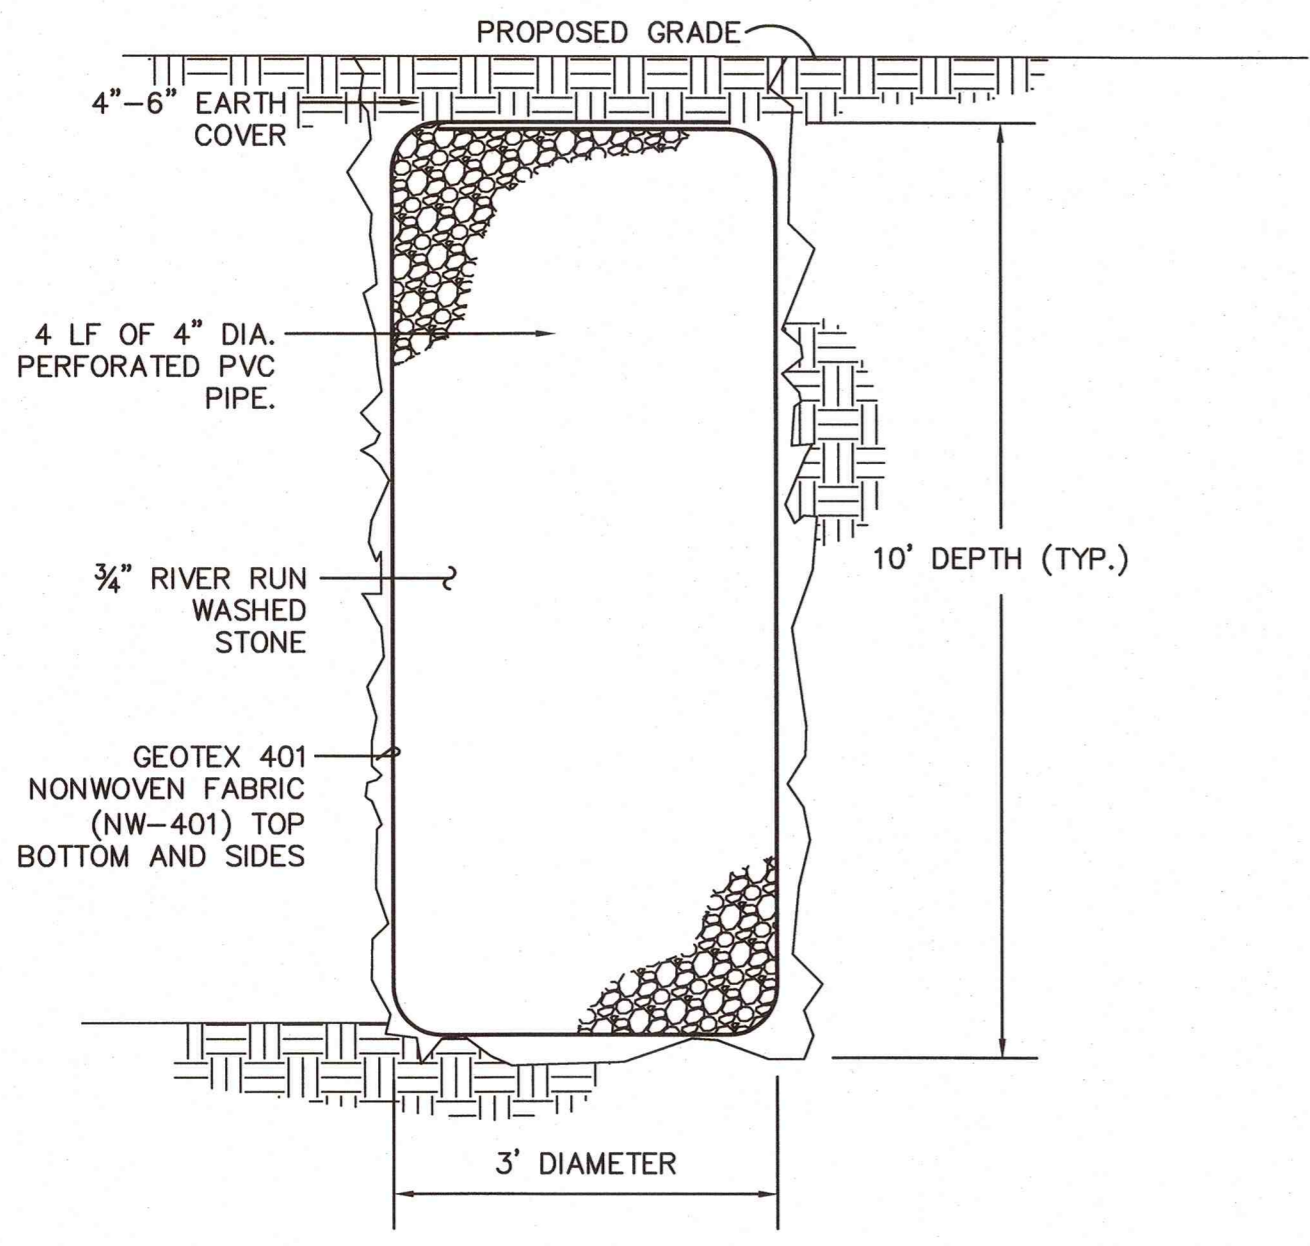 PROPOSED GRADE
4"-6" EARTH
COVER
4 LF OF 4" DIA.
PERFORATED PVC
PIPE.
10' DEPTH (TYP.)
¾" RIVER RUN
WASHED
STONE
GEOTEX 401
NONWOVEN FABRIC
(NW-401) TOP
BOTTOM AND SIDES
3' DIAMETER